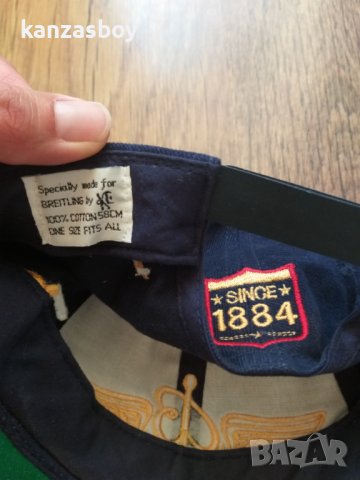 kanzasboy
Specially made for
BREITLING by
100% COTTON 58CM
ONE SIZE FITS ALL
SINCE
1884
BAZAR